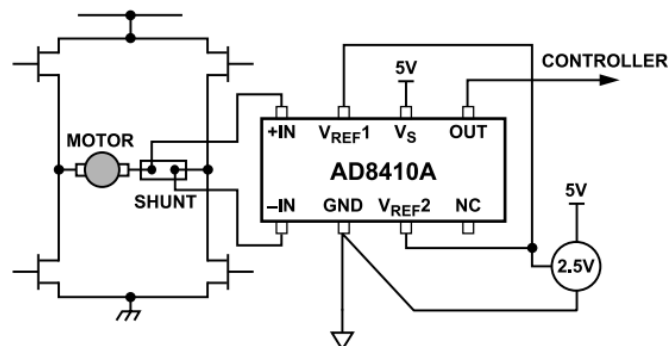 CONTROLLER
5V
+IN VREF1 VS OUT
MOTOR
AD8410A
SHUNT
–IN GND VREF2 NC
5V
2.5V